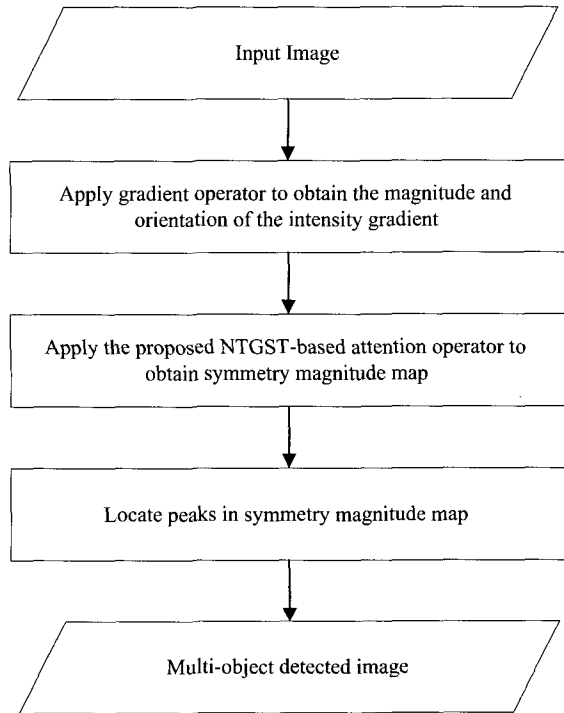 Input Image
Apply gradient operator to obtain the magnitude and
orientation of the intensity gradient
Apply the proposed NTGST-based attention operator to
obtain symmetry magnitude map
Locate peaks in symmetry magnitude map
Multi-object detected image